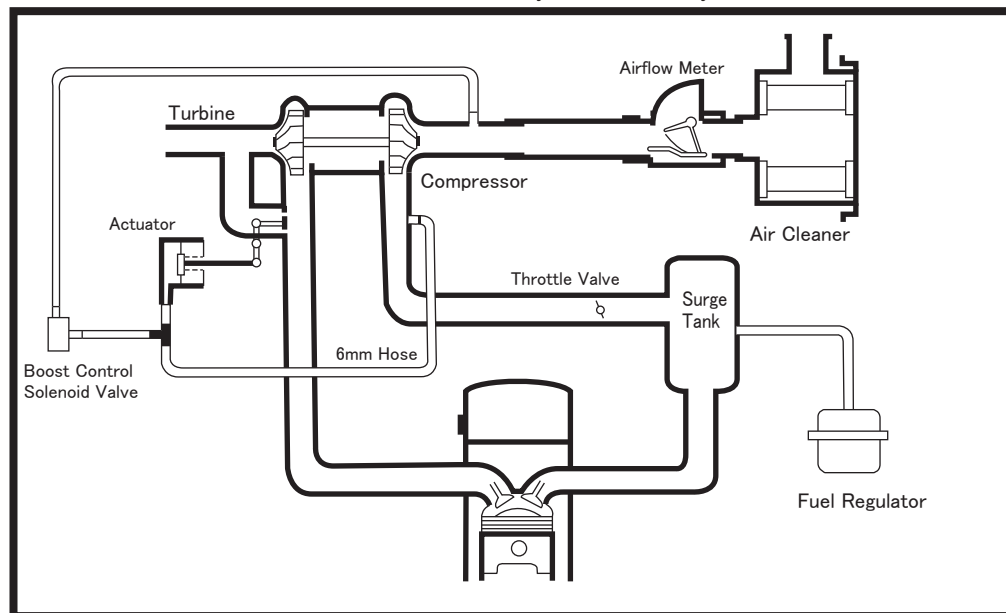 Airflow Meter
Turbine
Compressor
Air Cleaner
Actuator
Throttle Valve
Surge
Tank
6mm Hose
Boost Control
Solenoid Valve
Fuel Regulator